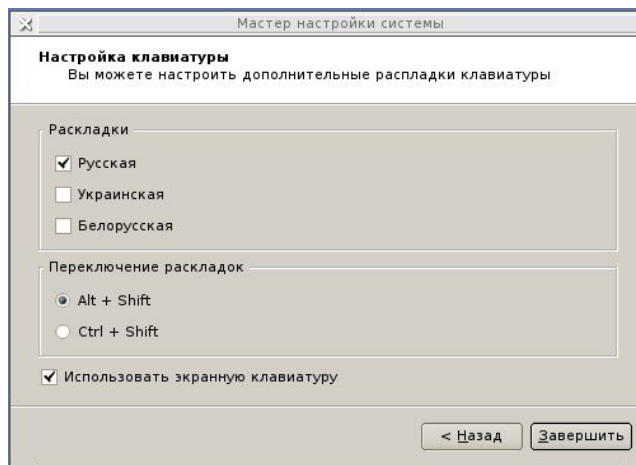 Мастер настройки системы
Настройка клавиатуры
Вы можете настроить дополнительные распладки клавиатуры
Раскладки
Русская
Украинская
Белорусская
Переключение раскладок
Alt + Shift
Ctrl + Shift
Использовать экранную клавиатуру
< Назад
Завершить